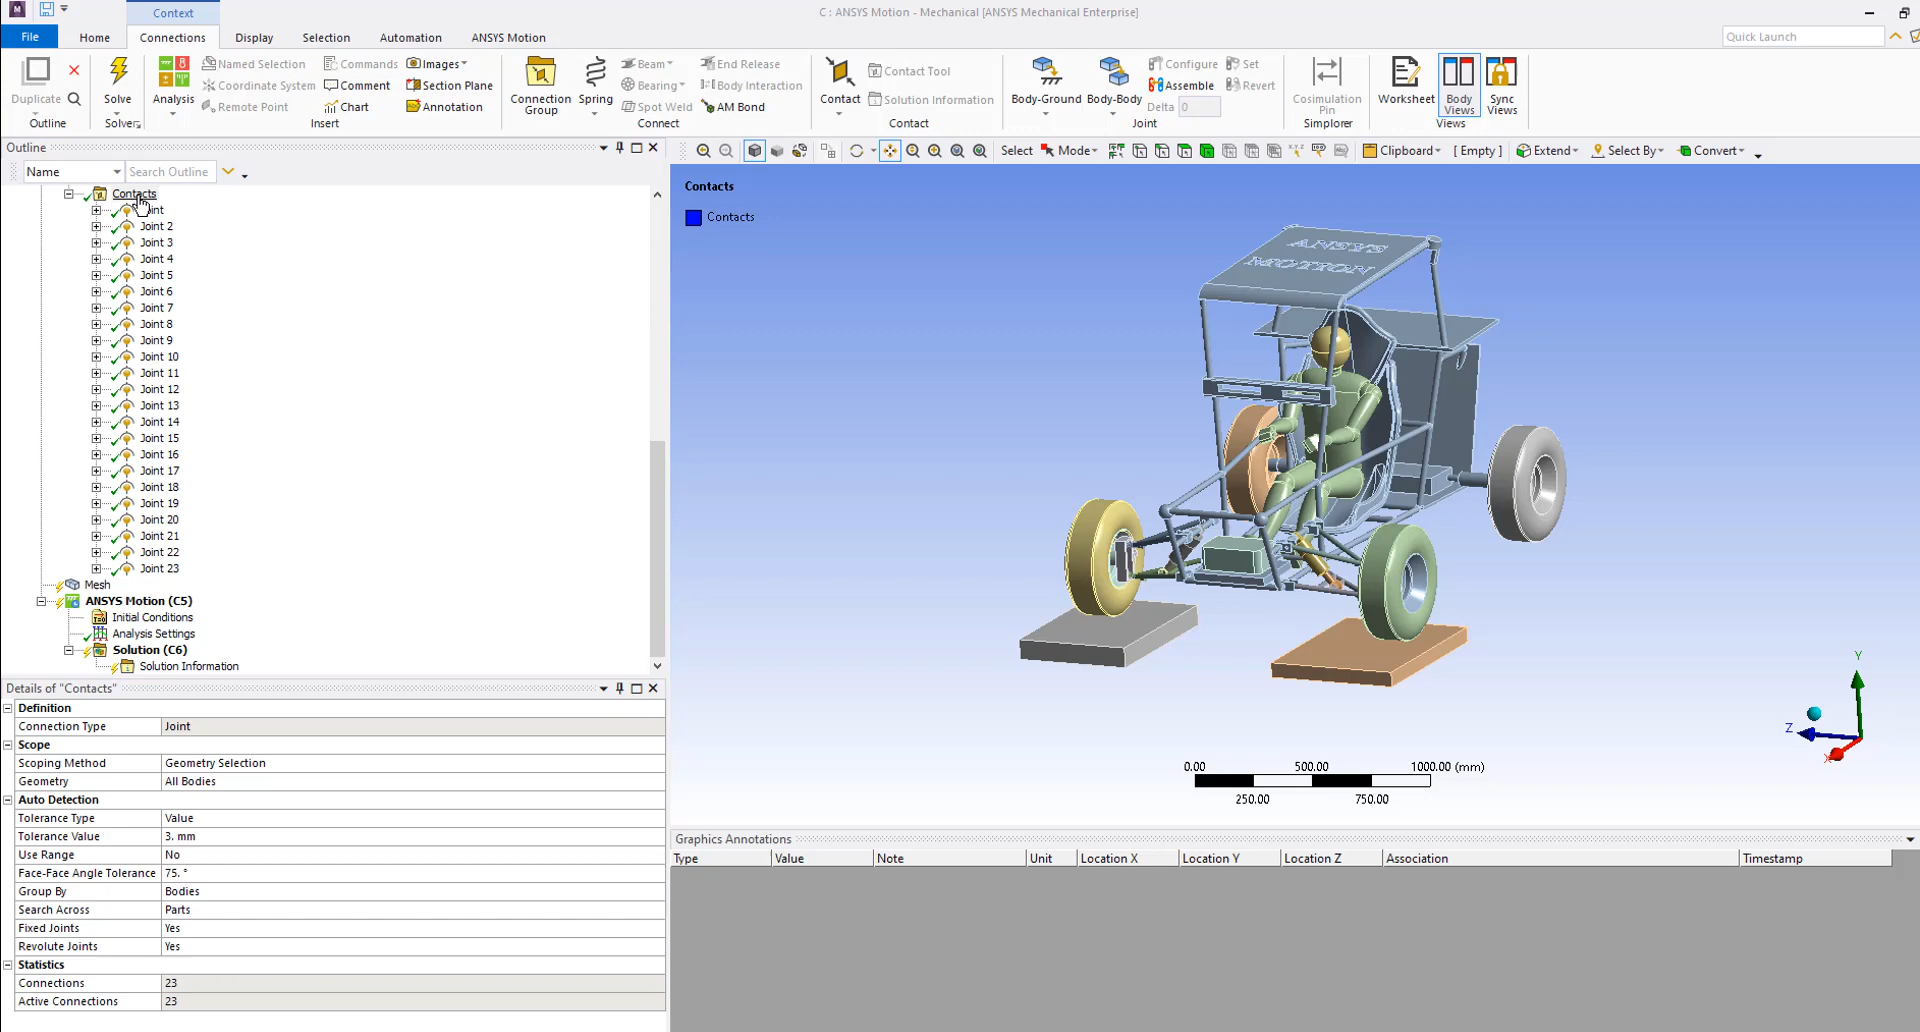 Context
C : ANSYS Motion - Mechanical [ANSYS Mechanical Enterprise]
File
Home
Connections
Display
Selection
Automation
ANSYS Motion
Quick Launch
Duplicate
Outline
Solve
Solver
Analysis
Named Selection
Coordinate System
Remote Point
Commands
Comment
Chart
Images
Section Plane
Annotation
Insert
Connection Group
Spring
Beam
Bearing
Spot Weld
End Release
Body Interaction
AM Bond
Connect
Contact
Contact Tool
Solution Information
Contact
Body-Ground
Body-Body
Configure
Set
Assemble
Revert
Delta 0
Joint
Cosimulation Pin
Simplorer
Worksheet
Body Views
Sync Views
Views
Outline
Name
Search Outline
Select
Mode
Clipboard
[ Empty ]
Extend
Select By
Convert
Contacts
Joint 2
Joint 3
Joint 4
Joint 5
Joint 6
Joint 7
Joint 8
Joint 9
Joint 10
Joint 11
Joint 12
Joint 13
Joint 14
Joint 15
Joint 16
Joint 17
Joint 18
Joint 19
Joint 20
Joint 21
Joint 22
Joint 23
Mesh
ANSYS Motion (C5)
Initial Conditions
Analysis Settings
Solution (C6)
Solution Information
Details of "Contacts"
Definition
Connection Type Joint
Scope
Scoping Method Geometry Selection
Geometry All Bodies
Auto Detection
Tolerance Type Value
Tolerance Value 3. mm
Use Range No
Face-Face Angle Tolerance 75. °
Group By Bodies
Search Across Parts
Fixed Joints Yes
Revolute Joints Yes
Statistics
Connections 23
Active Connections 23
Contacts
Contacts
ANSYS
MOTION
Y
Z
X
0.00 500.00 1000.00 (mm)
250.00 750.00
Graphics Annotations
Type Value Note Unit Location X Location Y Location Z Association Timestamp